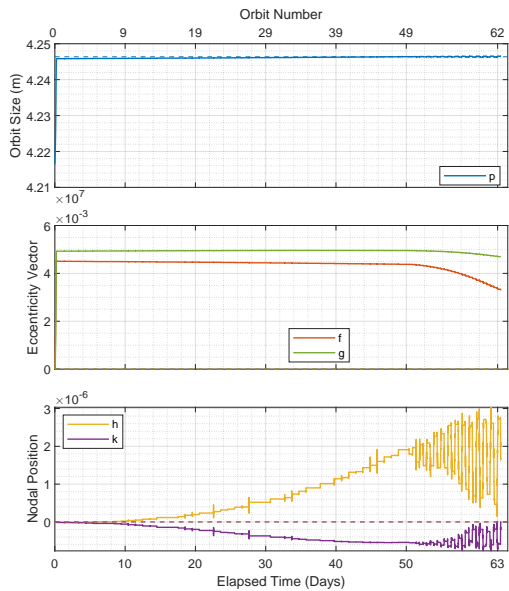 Orbit Number
0 9 19 29 39 49 62
4.25
4.24
4.23
4.22
4.21
Orbit Size (m)
p
×10⁷
×10⁻³
6
4
2
0
Eccentricity Vector
f
g
×10⁻⁶
3
2
1
0
Nodal Position
h
k
0 10 20 30 40 50 63
Elapsed Time (Days)